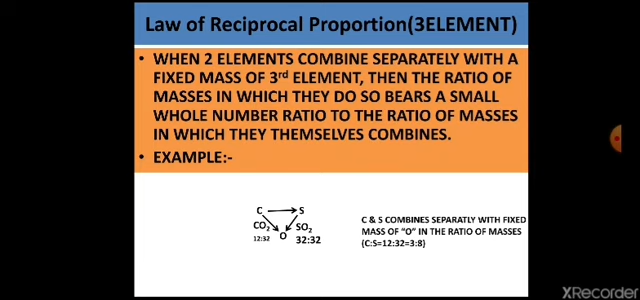 Law of Reciprocal Proportion(3ELEMENT)
• WHEN 2 ELEMENTS COMBINE SEPARATELY WITH A
FIXED MASS OF 3rd ELEMENT, THEN THE RATIO OF
MASSES IN WHICH THEY DO SO BEARS A SMALL
WHOLE NUMBER RATIO TO THE RATIO OF MASSES
IN WHICH THEY THEMSELVES COMBINES.
• EXAMPLE:-
C → S
CO2 SO2
12:32 O 32:32
C & S COMBINES SEPARATLY WITH FIXED
MASS OF “O” IN THE RATIO OF MASSES
(C:S=12:32=3:8)
XRecorder